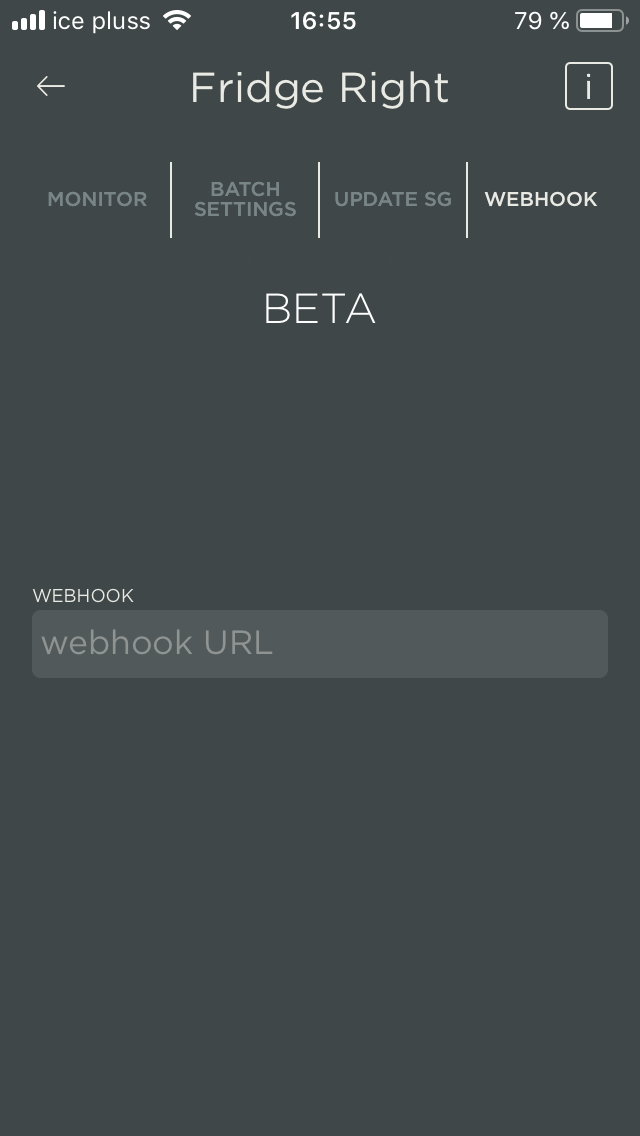 ice pluss 16:55 79 %
Fridge Right i
MONITOR
BATCH
SETTINGS
UPDATE SG
WEBHOOK
BETA
WEBHOOK
webhook URL